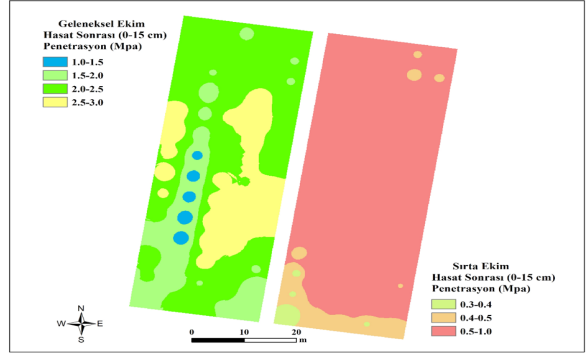 Geleneksel Ekim
Hasat Sonrası (0-15 cm)
Penetrasyon (Mpa)
1.0-1.5
1.5-2.0
2.0-2.5
2.5-3.0
Sırta Ekim
Hasat Sonrası (0-15 cm)
Penetrasyon (Mpa)
0.3-0.4
0.4-0.5
0.5-1.0
N
W E
S
0 10 20
m